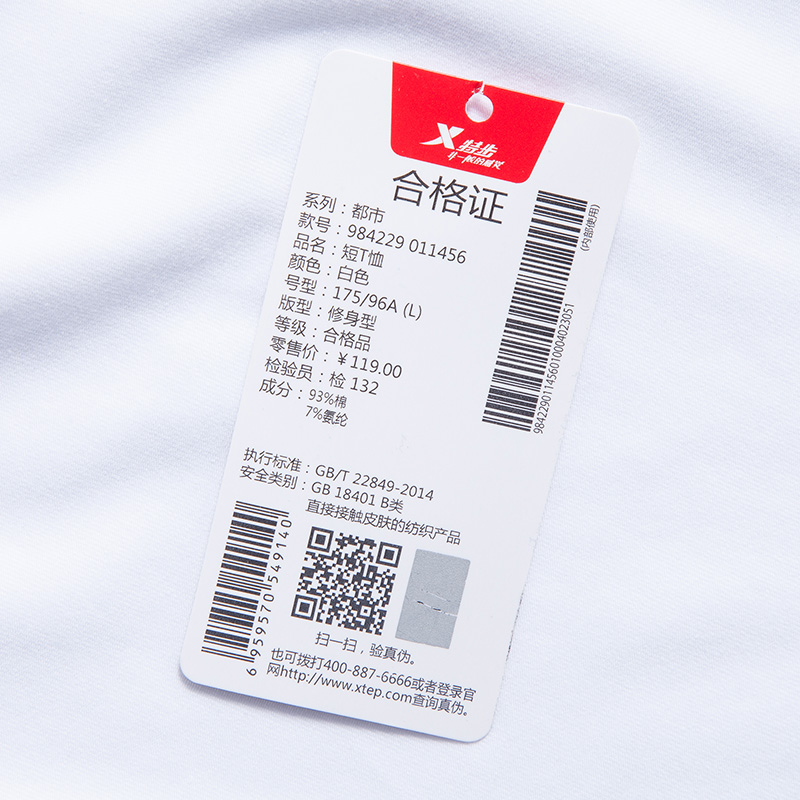 X 特步
合格证
系列：都市
款号：984229 011456
品名：短T恤
颜色：白色
号型：175/96A (L)
版型：修身型
等级：合格品
零售价：￥119.00
检验员：检 132
成分：93%棉
7%氨纶
(内部使用)
984229011456010004023051
执行标准：GB/T 22849-2014
安全类别：GB 18401 B类
直接接触皮肤的纺织产品
6 959570 549140
扫一扫，验真伪。
也可拨打400-887-6666或者登录官
网http://www.xtep.com查询真伪。